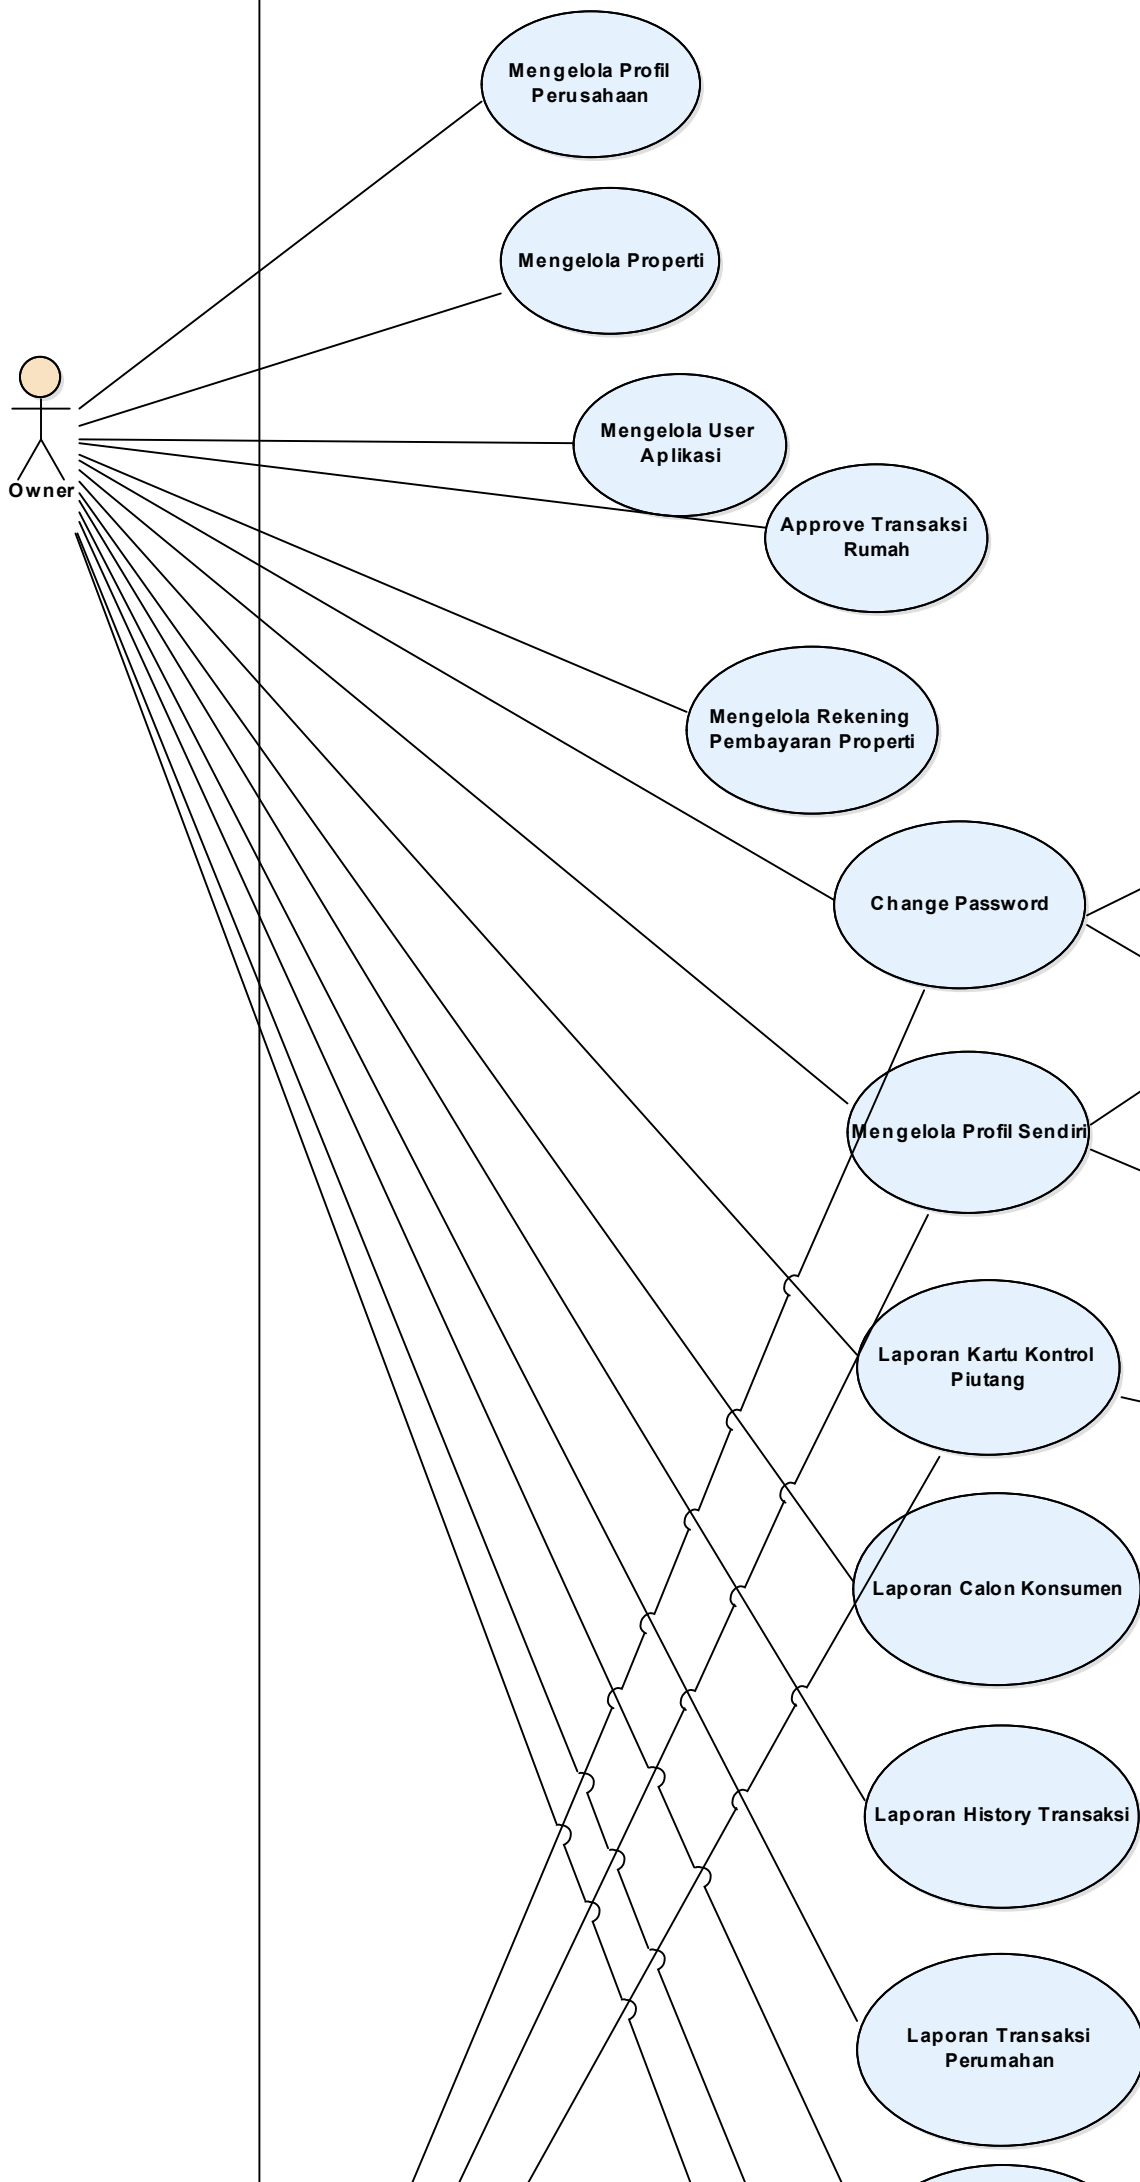 Mengelola Profil
Perusahaan
Mengelola Properti
Mengelola User
Aplikasi
Owner
Approve Transaksi
Rumah
Mengelola Rekening
Pembayaran Properti
Change Password
Mengelola Profil Sendiri
Laporan Kartu Kontrol
Piutang
Laporan Calon Konsumen
Laporan History Transaksi
Laporan Transaksi
Perumahan